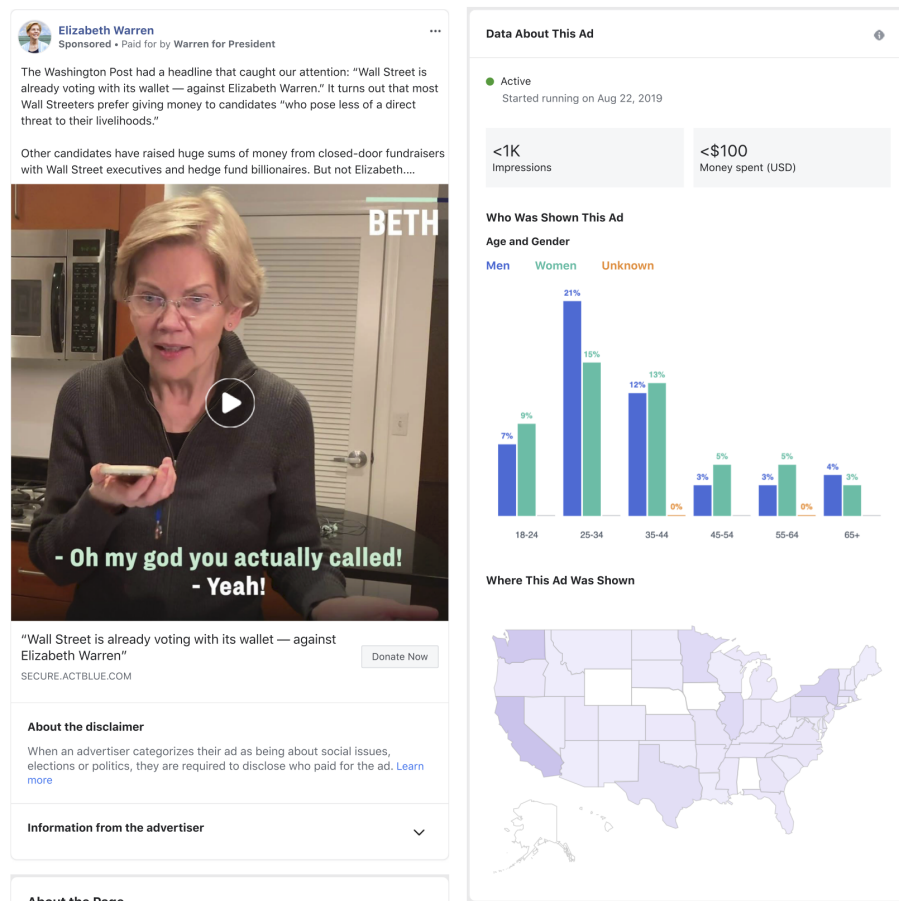 Elizabeth Warren
Sponsored • Paid for by Warren for President
The Washington Post had a headline that caught our attention: “Wall Street is
already voting with its wallet — against Elizabeth Warren.” It turns out that most
Wall Streeters prefer giving money to candidates “who pose less of a direct
threat to their livelihoods.”
Other candidates have raised huge sums of money from closed-door fundraisers
with Wall Street executives and hedge fund billionaires. But not Elizabeth....
BETH
- Oh my god you actually called!
- Yeah!
“Wall Street is already voting with its wallet — against
Elizabeth Warren”
Donate Now
SECURE.ACTBLUE.COM
About the disclaimer
When an advertiser categorizes their ad as being about social issues,
elections or politics, they are required to disclose who paid for the ad. Learn
more
Information from the advertiser
About the Page
Data About This Ad
Active
Started running on Aug 22, 2019
<1K
Impressions
<$100
Money spent (USD)
Who Was Shown This Ad
Age and Gender
Men Women Unknown
21%
15%
13%
12%
9%
7%
5%
5%
4%
3%
3%
3%
0%
0%
18-24 25-34 35-44 45-54 55-64 65+
Where This Ad Was Shown